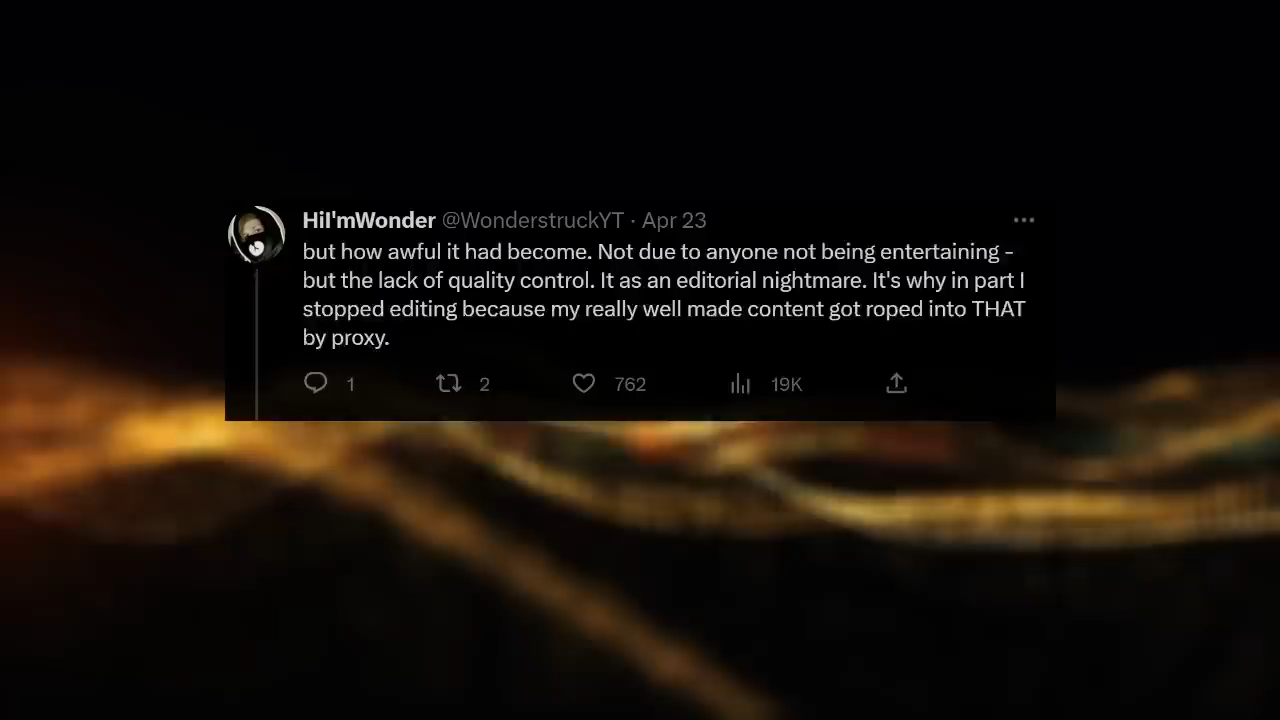 HiI'mWonder @WonderstruckYT · Apr 23
but how awful it had become. Not due to anyone not being entertaining -
but the lack of quality control. It as an editorial nightmare. It's why in part I
stopped editing because my really well made content got roped into THAT
by proxy.
1 2 762 19K